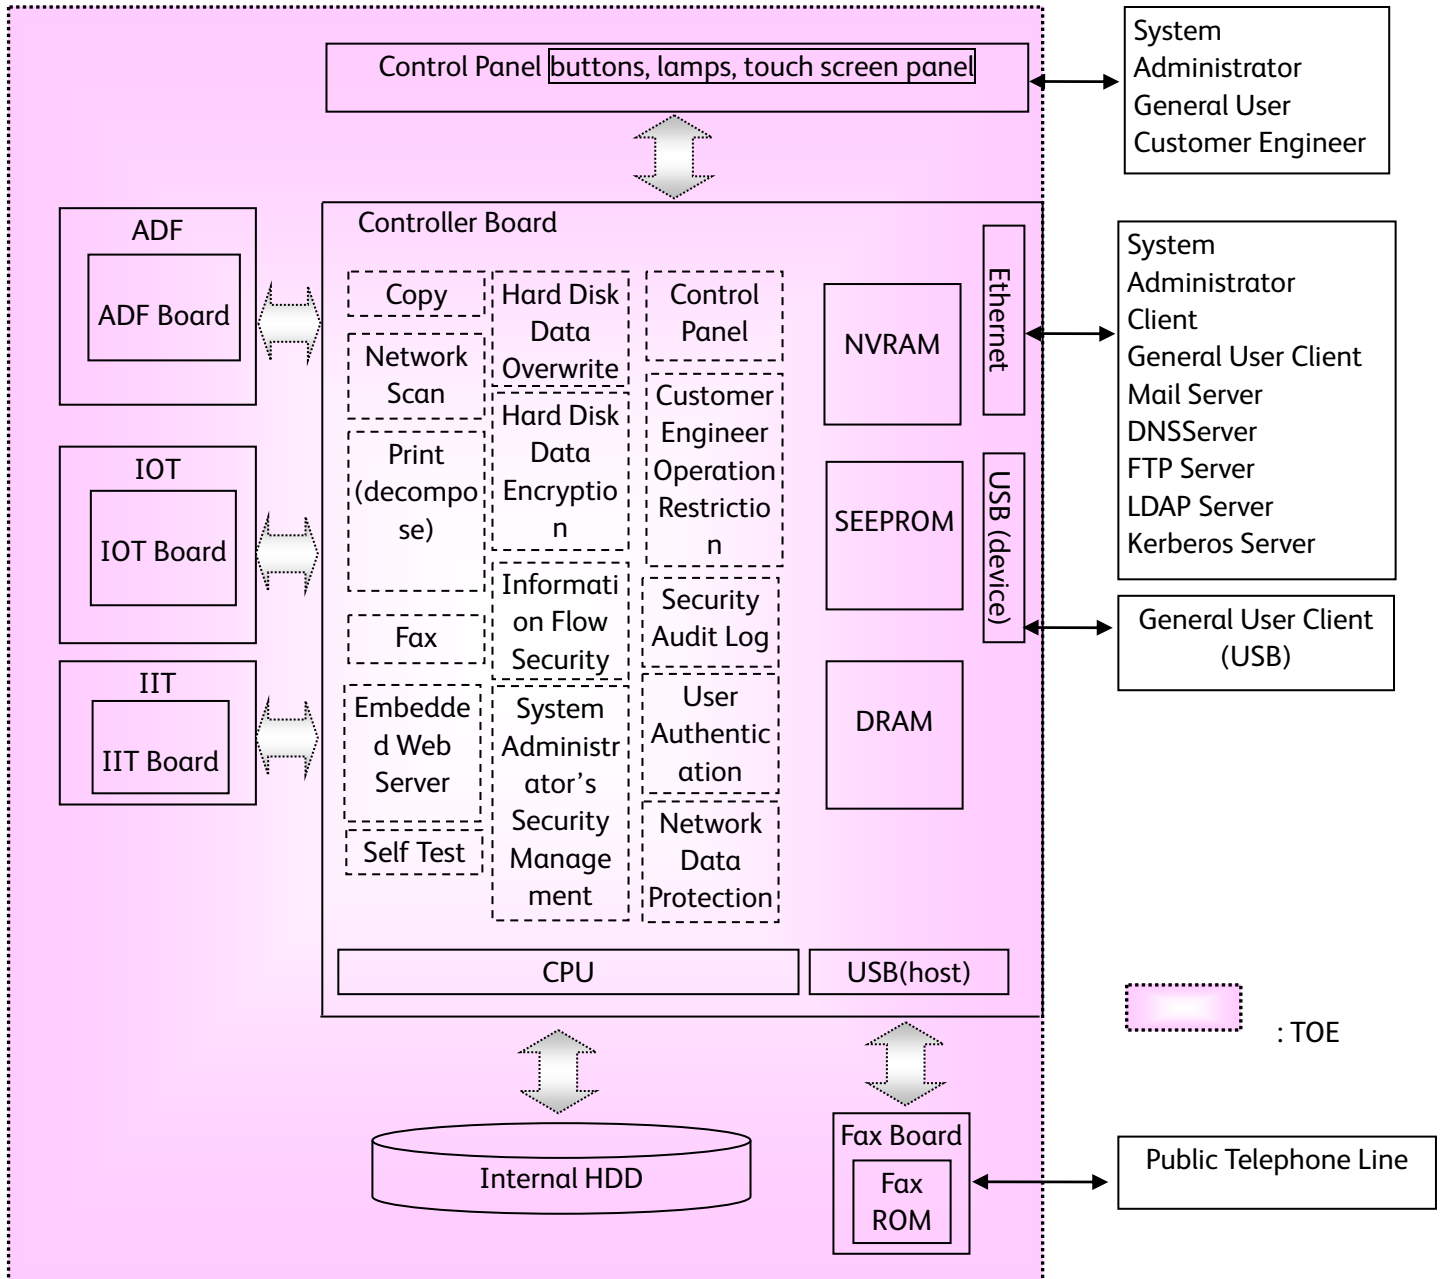 Control Panel buttons, lamps, touch screen panel
System
Administrator
General User
Customer Engineer
ADF
ADF Board
IOT
IOT Board
IIT
IIT Board
Controller Board
Copy
Network
Scan
Print
(decompo
se)
Fax
Embedde
d Web
Server
Self Test
Hard Disk
Data
Overwrite
Hard Disk
Data
Encryptio
n
Informati
on Flow
Security
System
Administr
ator’s
Security
Manage
ment
Control
Panel
Customer
Engineer
Operation
Restrictio
n
Security
Audit Log
User
Authentic
ation
Network
Data
Protection
NVRAM
SEEPROM
DRAM
Ethernet
USB (device)
CPU
USB(host)
System
Administrator
Client
General User Client
Mail Server
DNSServer
FTP Server
LDAP Server
Kerberos Server
General User Client
(USB)
: TOE
Internal HDD
Fax Board
Fax
ROM
Public Telephone Line